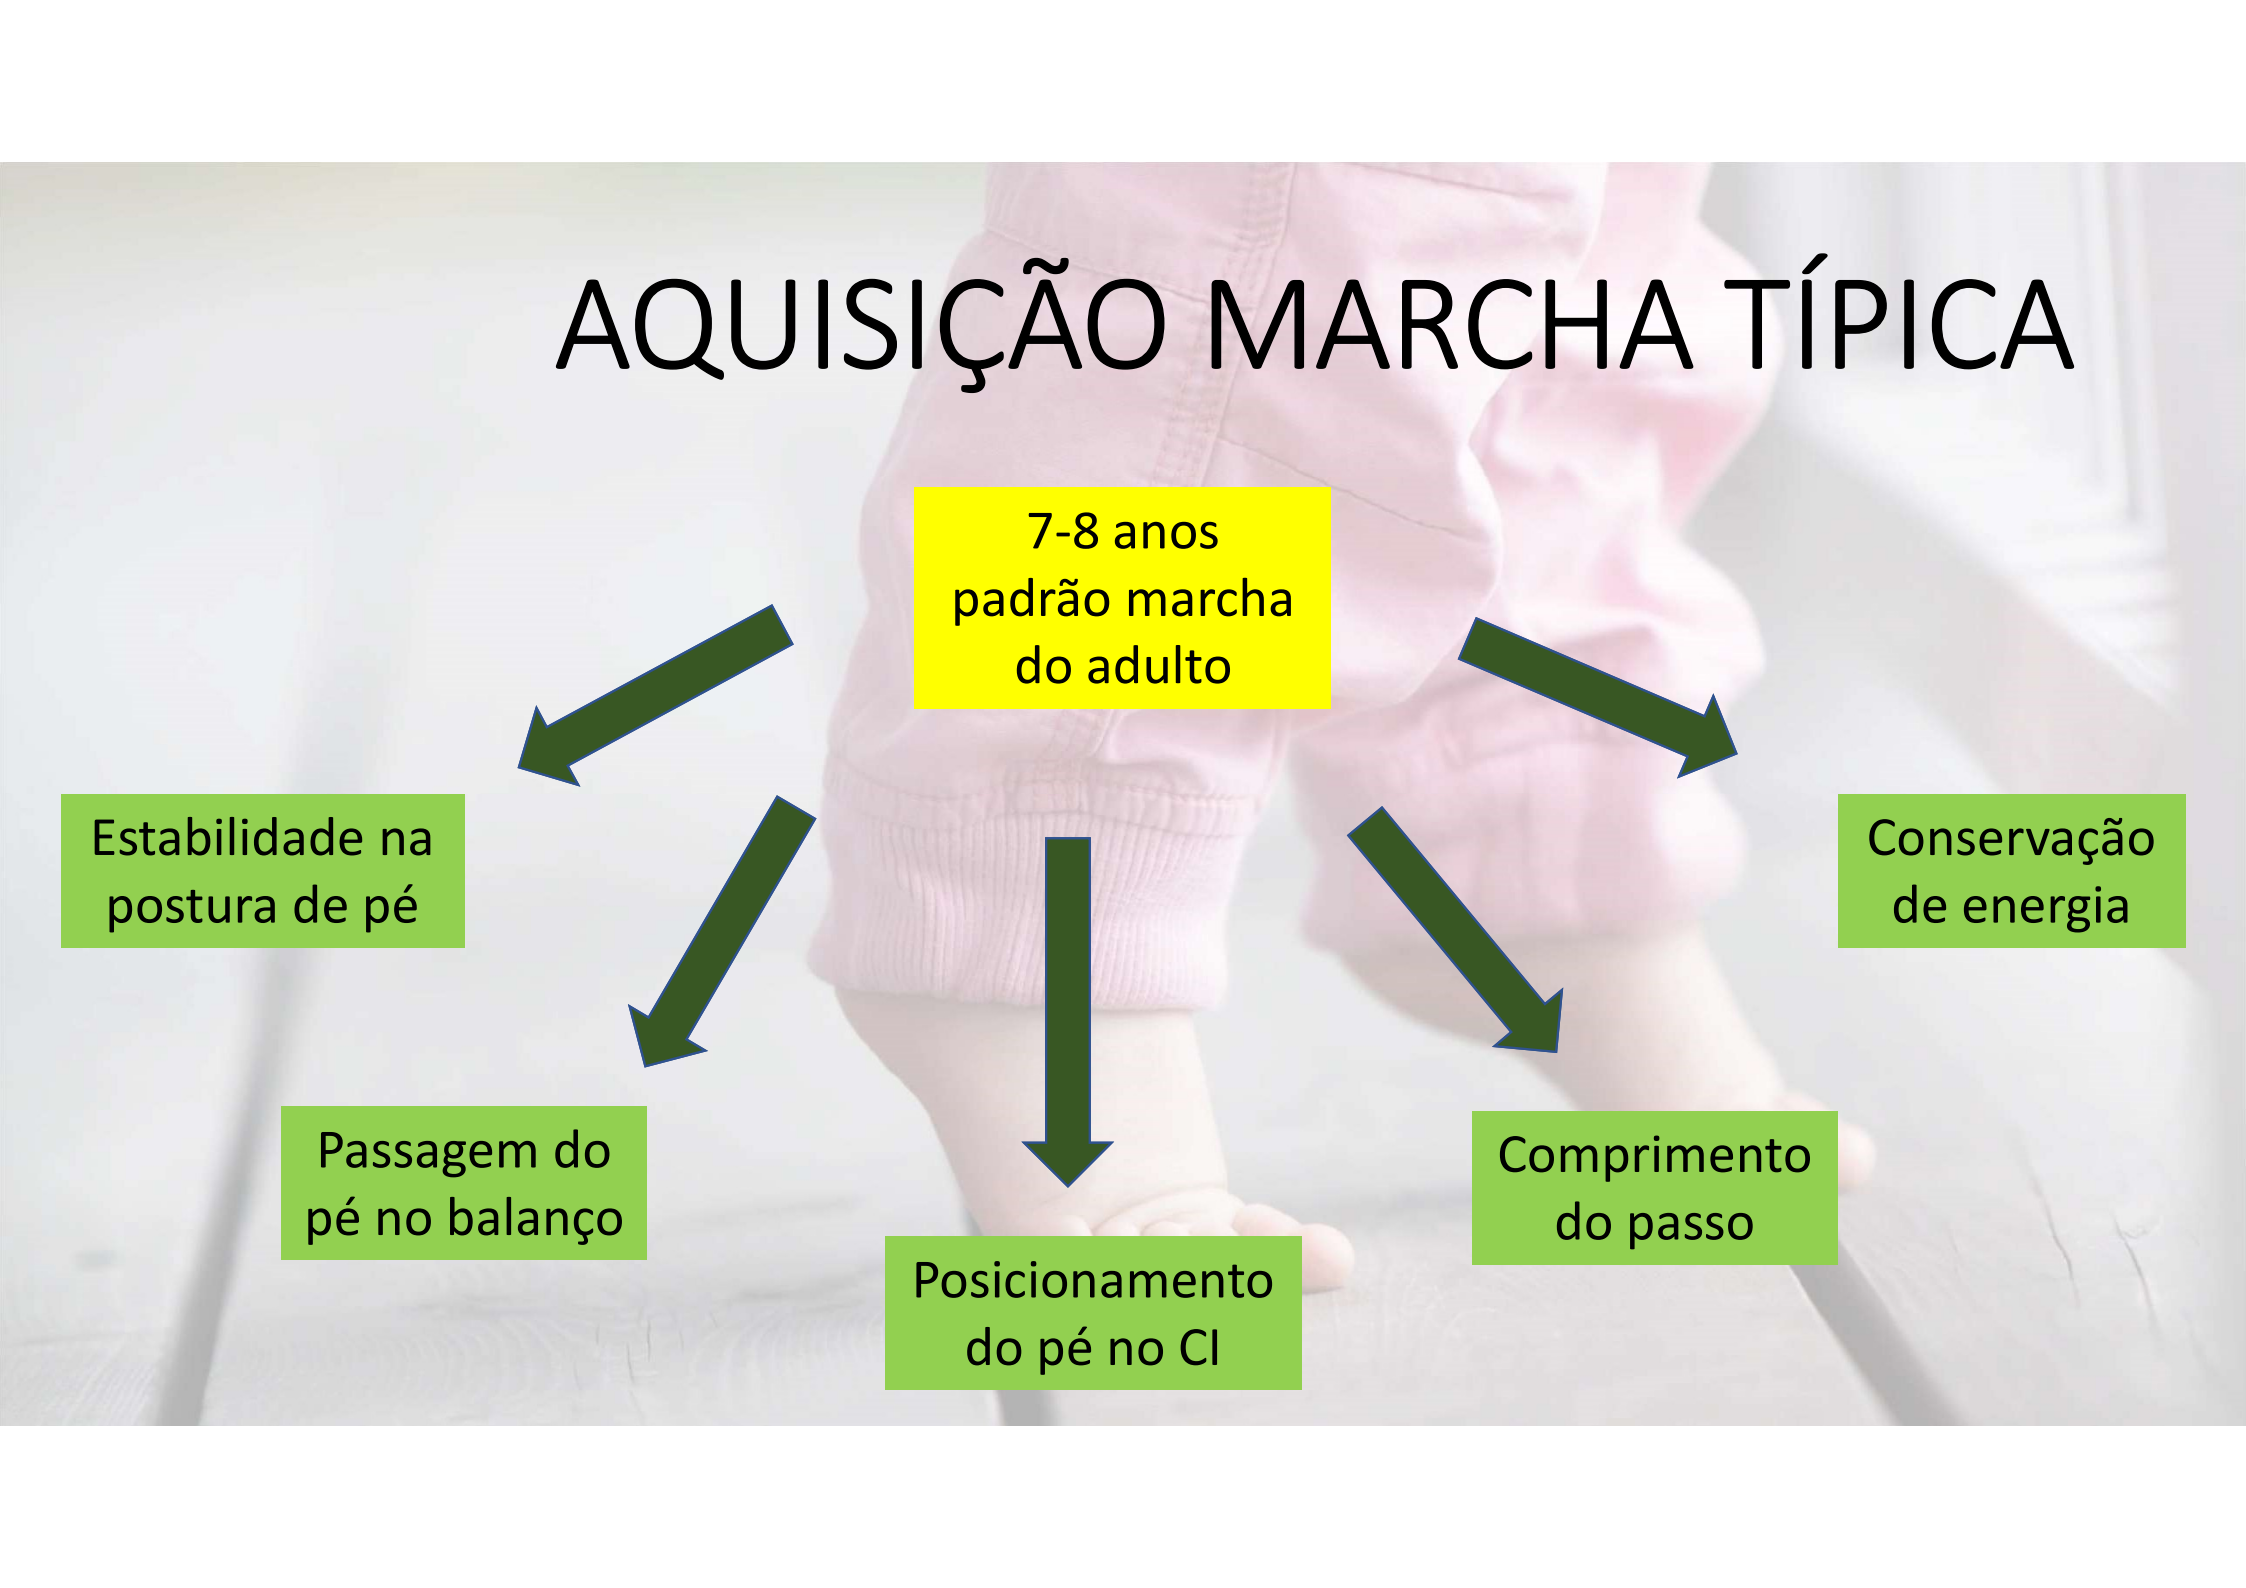 AQUISIÇÃO MARCHA TÍPICA
7-8 anos
padrão marcha
do adulto
Estabilidade na
postura de pé
Conservação
de energia
Passagem do
pé no balanço
Comprimento
do passo
Posicionamento
do pé no CI